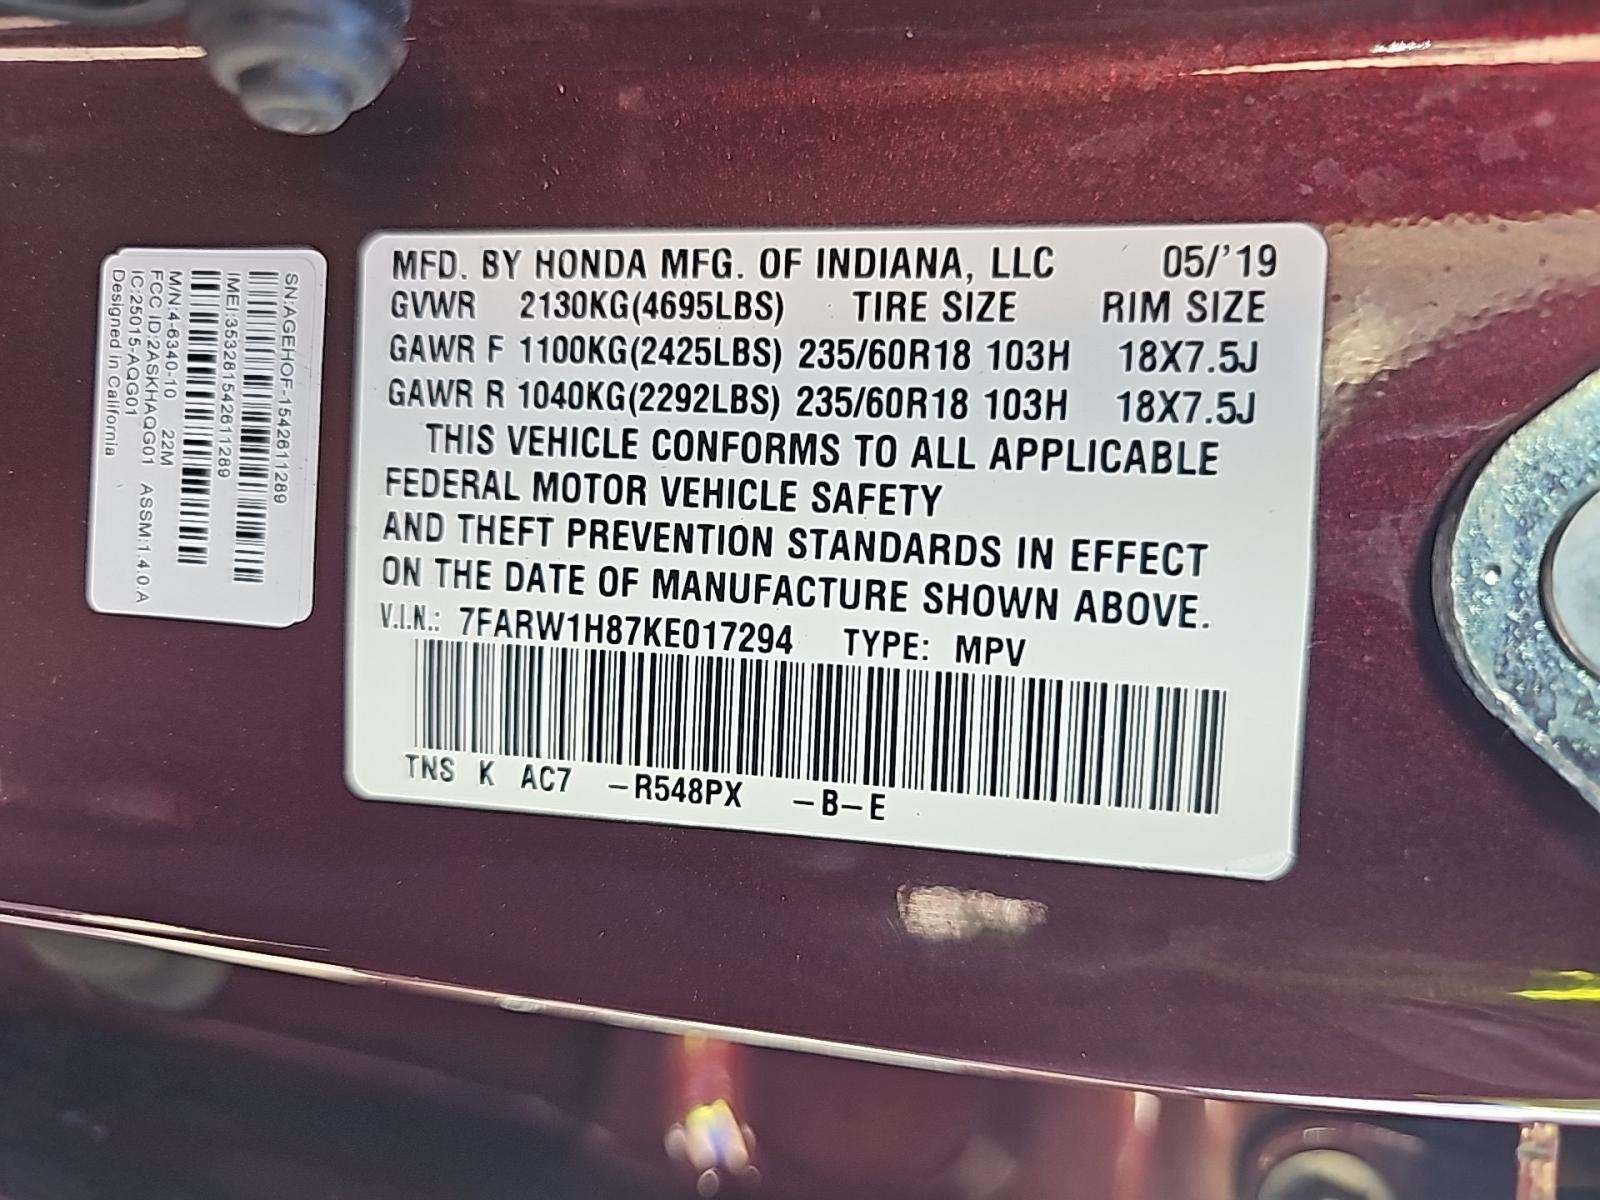 MFD. BY HONDA MFG. OF INDIANA, LLC 05/'19
GVWR 2130KG(4695LBS) TIRE SIZE RIM SIZE
GAWR F 1100KG(2425LBS) 235/60R18 103H 18X7.5J
GAWR R 1040KG(2292LBS) 235/60R18 103H 18X7.5J
THIS VEHICLE CONFORMS TO ALL APPLICABLE
FEDERAL MOTOR VEHICLE SAFETY
AND THEFT PREVENTION STANDARDS IN EFFECT
ON THE DATE OF MANUFACTURE SHOWN ABOVE.
V.I.N.: 7FARW1H87KE017294 TYPE: MPV
TNS K AC7 -R548PX -B-E
SN:AGEHOF-1542611289
IMEI:353281542611289
M/N:4-6340-10 22M
FCC ID:2ASKHAQGG01 ASSM:1.4.0/A
IC:25015-AQGG01
Designed in California